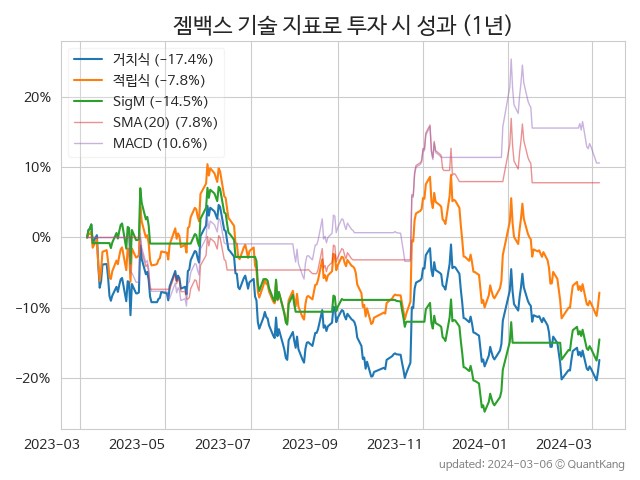 젬백스 기술 지표로 투자 시 성과 (1년)
거치식 (−17.4%)
적립식 (−7.8%)
SigM (−14.5%)
SMA(20) (7.8%)
MACD (10.6%)
20%
10%
0%
−10%
−20%
2023-03
2023-05
2023-07
2023-09
2023-11
2024-01
2024-03
updated: 2024-03-06 © QuantKang